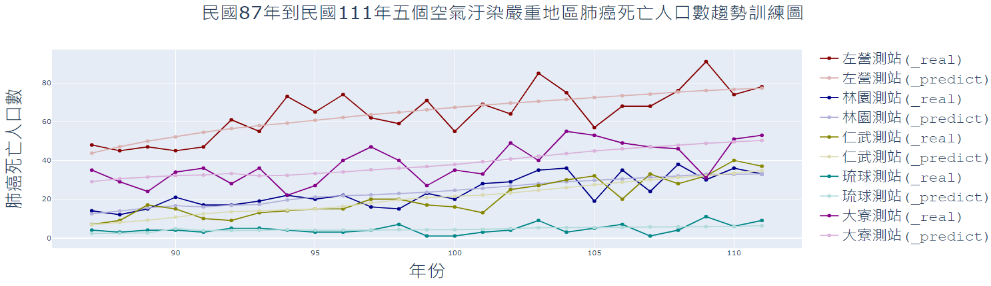 民國87年到民國111年五個空氣汙染嚴重地區肺癌死亡人口數趨勢訓練圖
肺癌死亡人口數
80
60
40
20
0
90
95
100
105
110
年份
左營測站(_real)
左營測站(_predict)
林園測站(_real)
林園測站(_predict)
仁武測站(_real)
仁武測站(_predict)
琉球測站(_real)
琉球測站(_predict)
大寮測站(_real)
大寮測站(_predict)